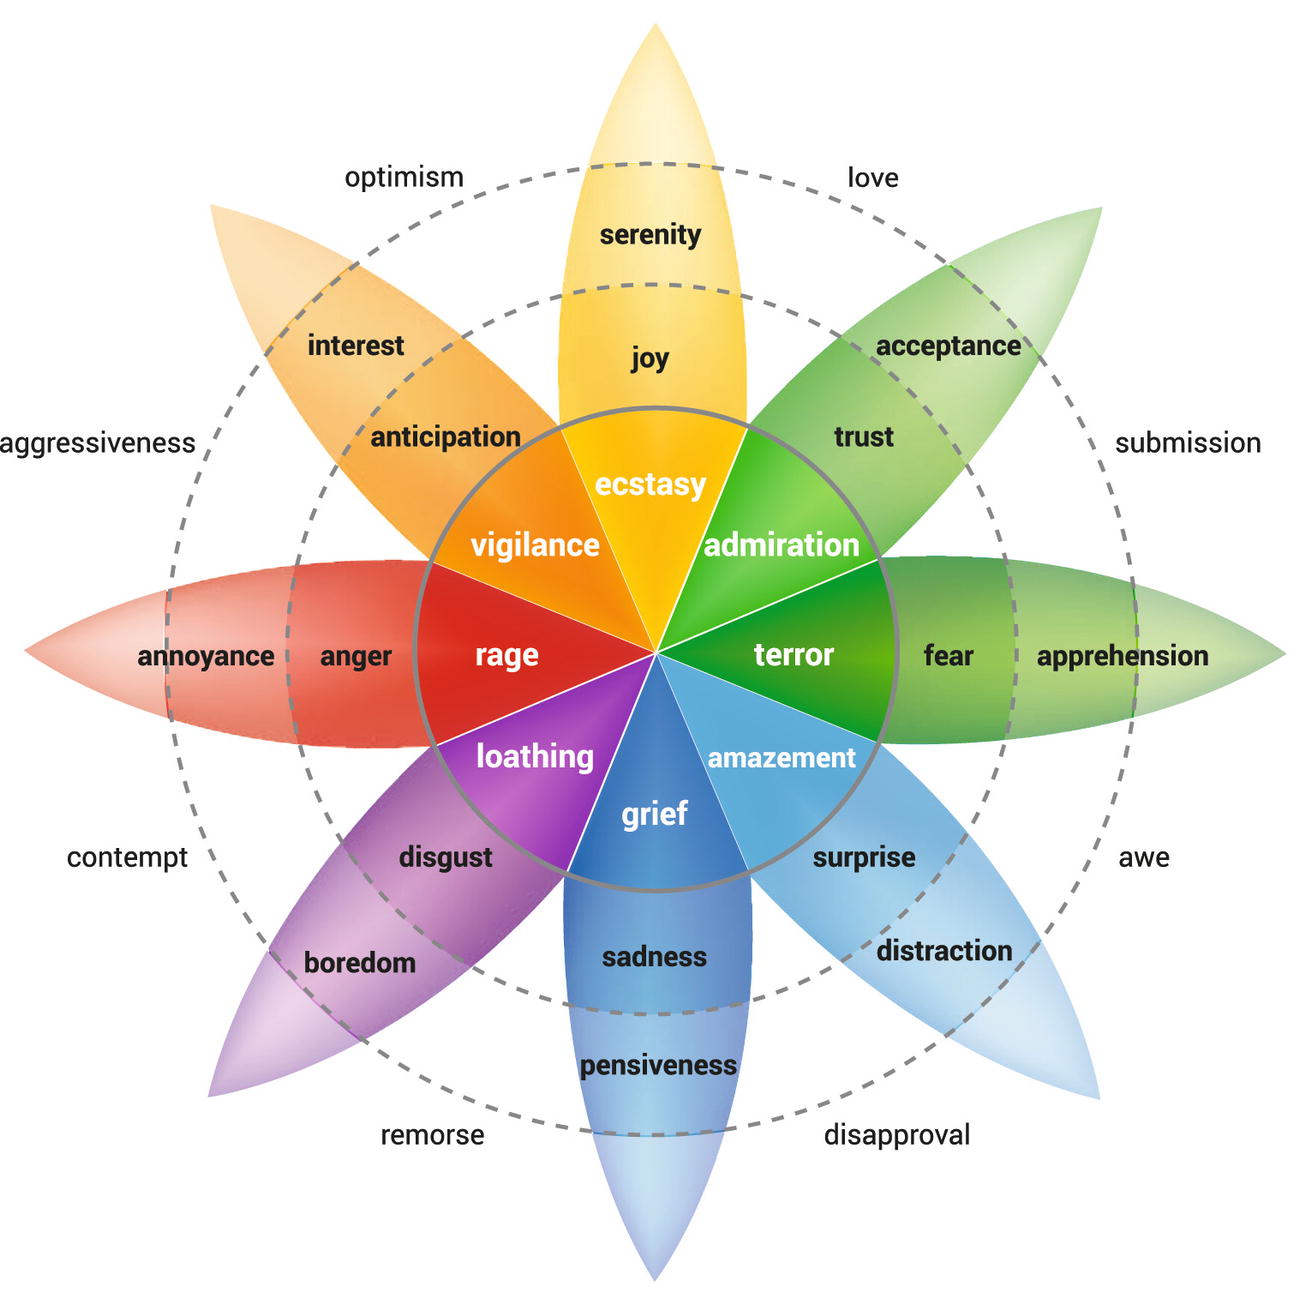 optimism
love
serenity
interest
acceptance
joy
anticipation
trust
aggressiveness
submission
ecstasy
vigilance
admiration
annoyance
anger
rage
terror
fear
apprehension
loathing
amazement
grief
contempt
disgust
surprise
awe
boredom
sadness
distraction
pensiveness
remorse
disapproval